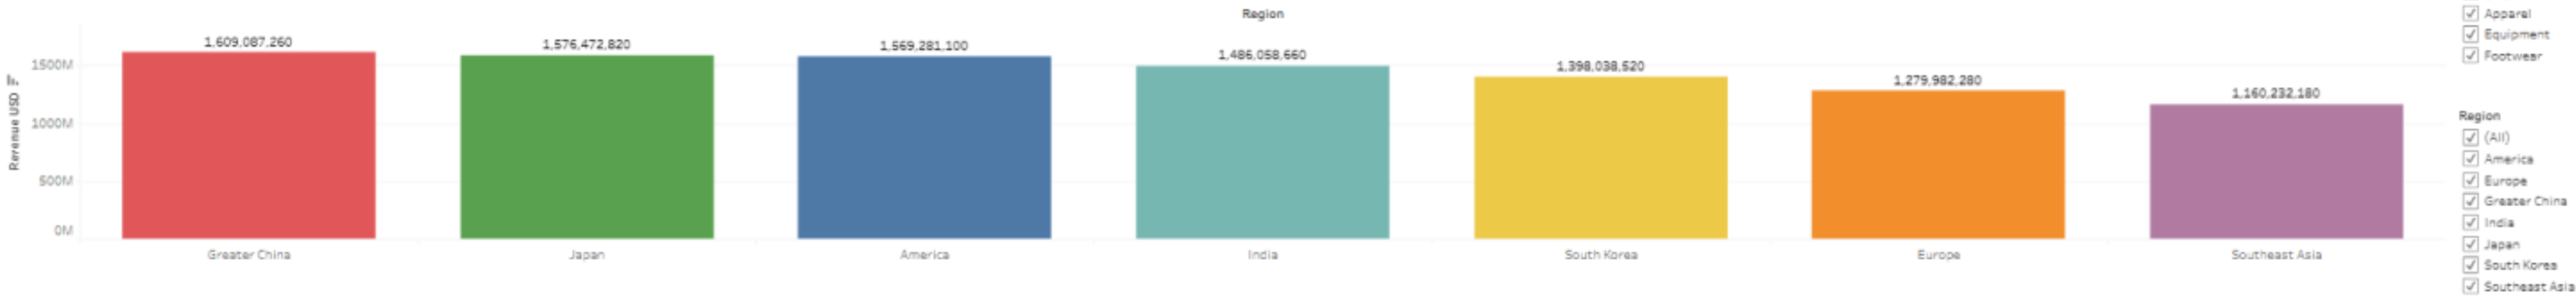 Region
1,609,087,260
1,576,472,820
1,569,281,100
1,486,058,660
1,398,038,520
1,279,982,280
1,160,232,180
Revenue USD
1500M
1000M
500M
0M
Greater China
Japan
America
India
South Korea
Europe
Southeast Asia
Apparel
Equipment
Footwear
Region
(All)
America
Europe
Greater China
India
Japan
South Korea
Southeast Asia